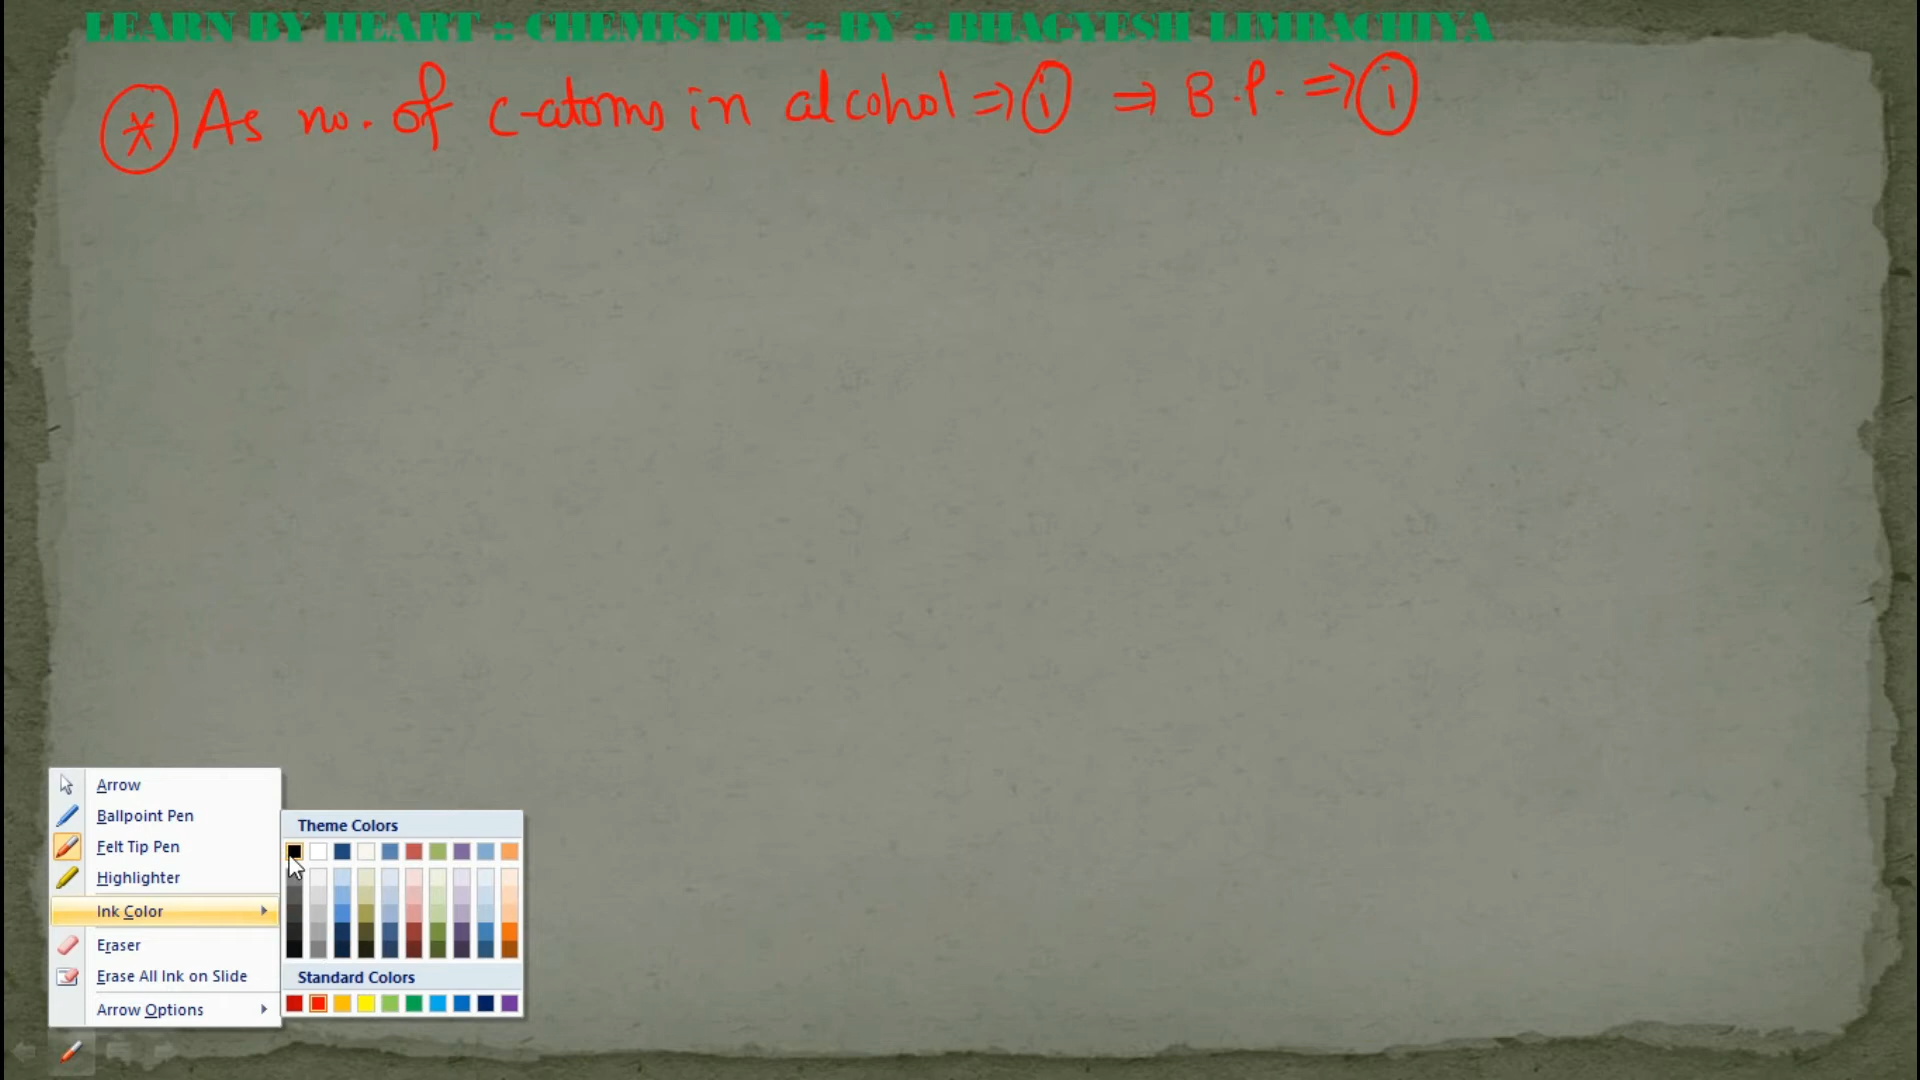 LEARN BY HEART :: CHEMISTRY :: BY :: BHAGYESH LIMBACHIYA
* As no. of c-atoms in alcohol ⇒ i ⇒ B.P. ⇒ i
Arrow
Ballpoint Pen
Felt Tip Pen
Highlighter
Ink Color
Eraser
Erase All Ink on Slide
Arrow Options
Theme Colors
Standard Colors